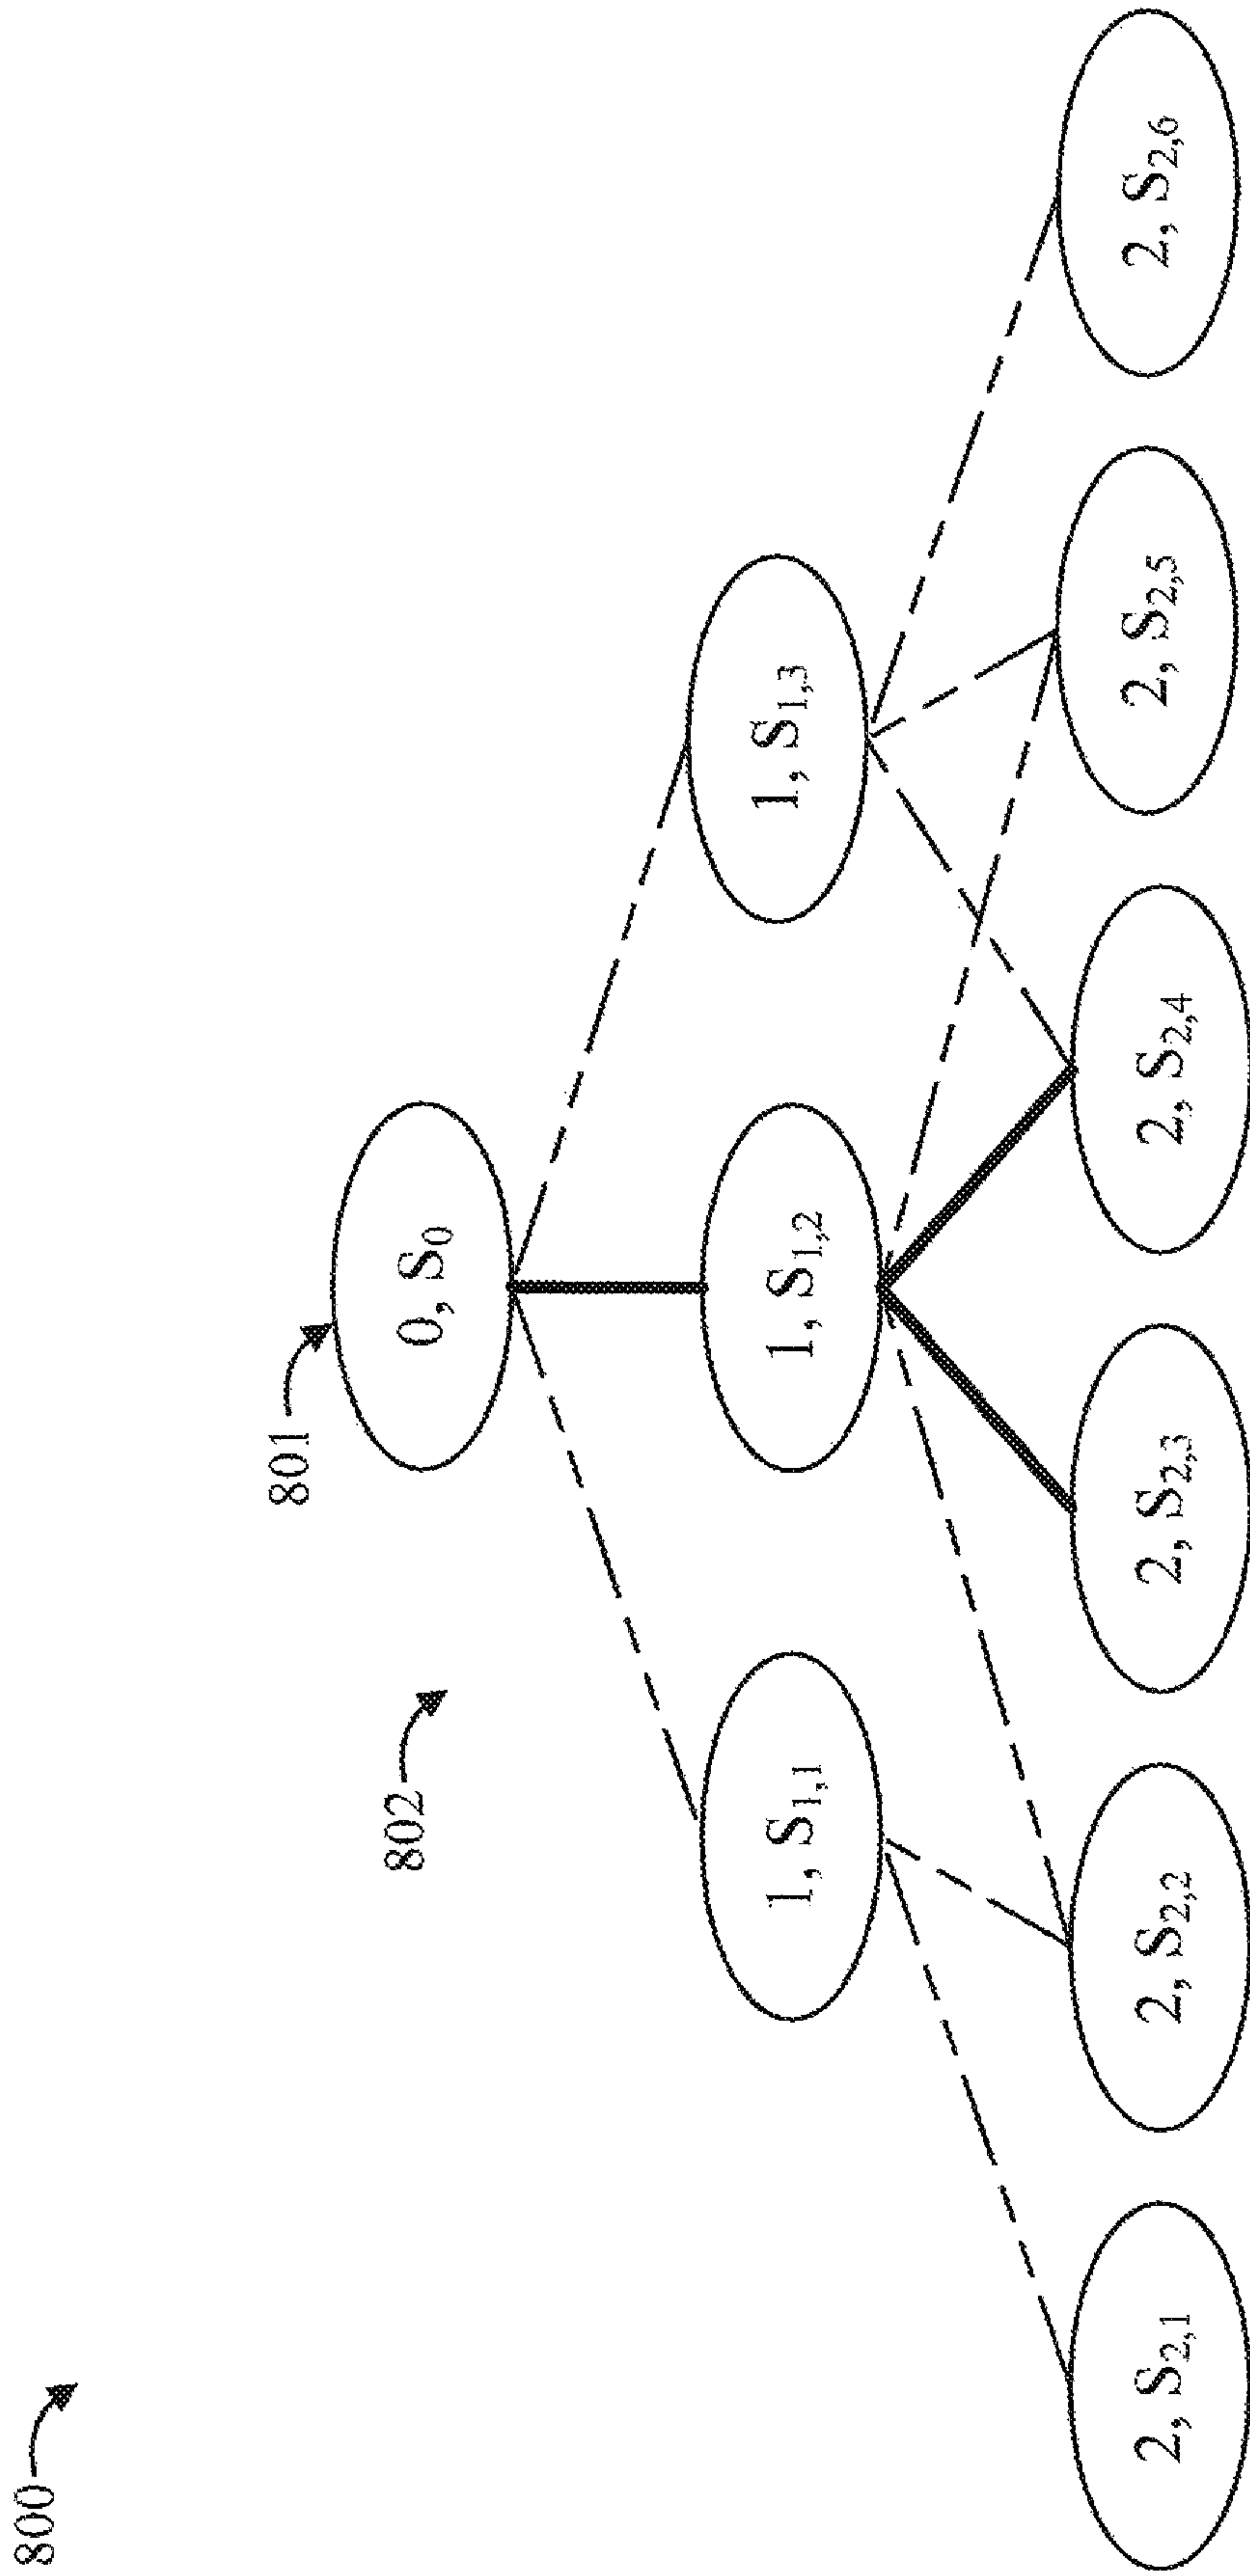 800
801
802
0, S₀
1, S₁,₁
1, S₁,₂
1, S₁,₃
2, S₂,₁
2, S₂,₂
2, S₂,₃
2, S₂,₄
2, S₂,₅
2, S₂,₆